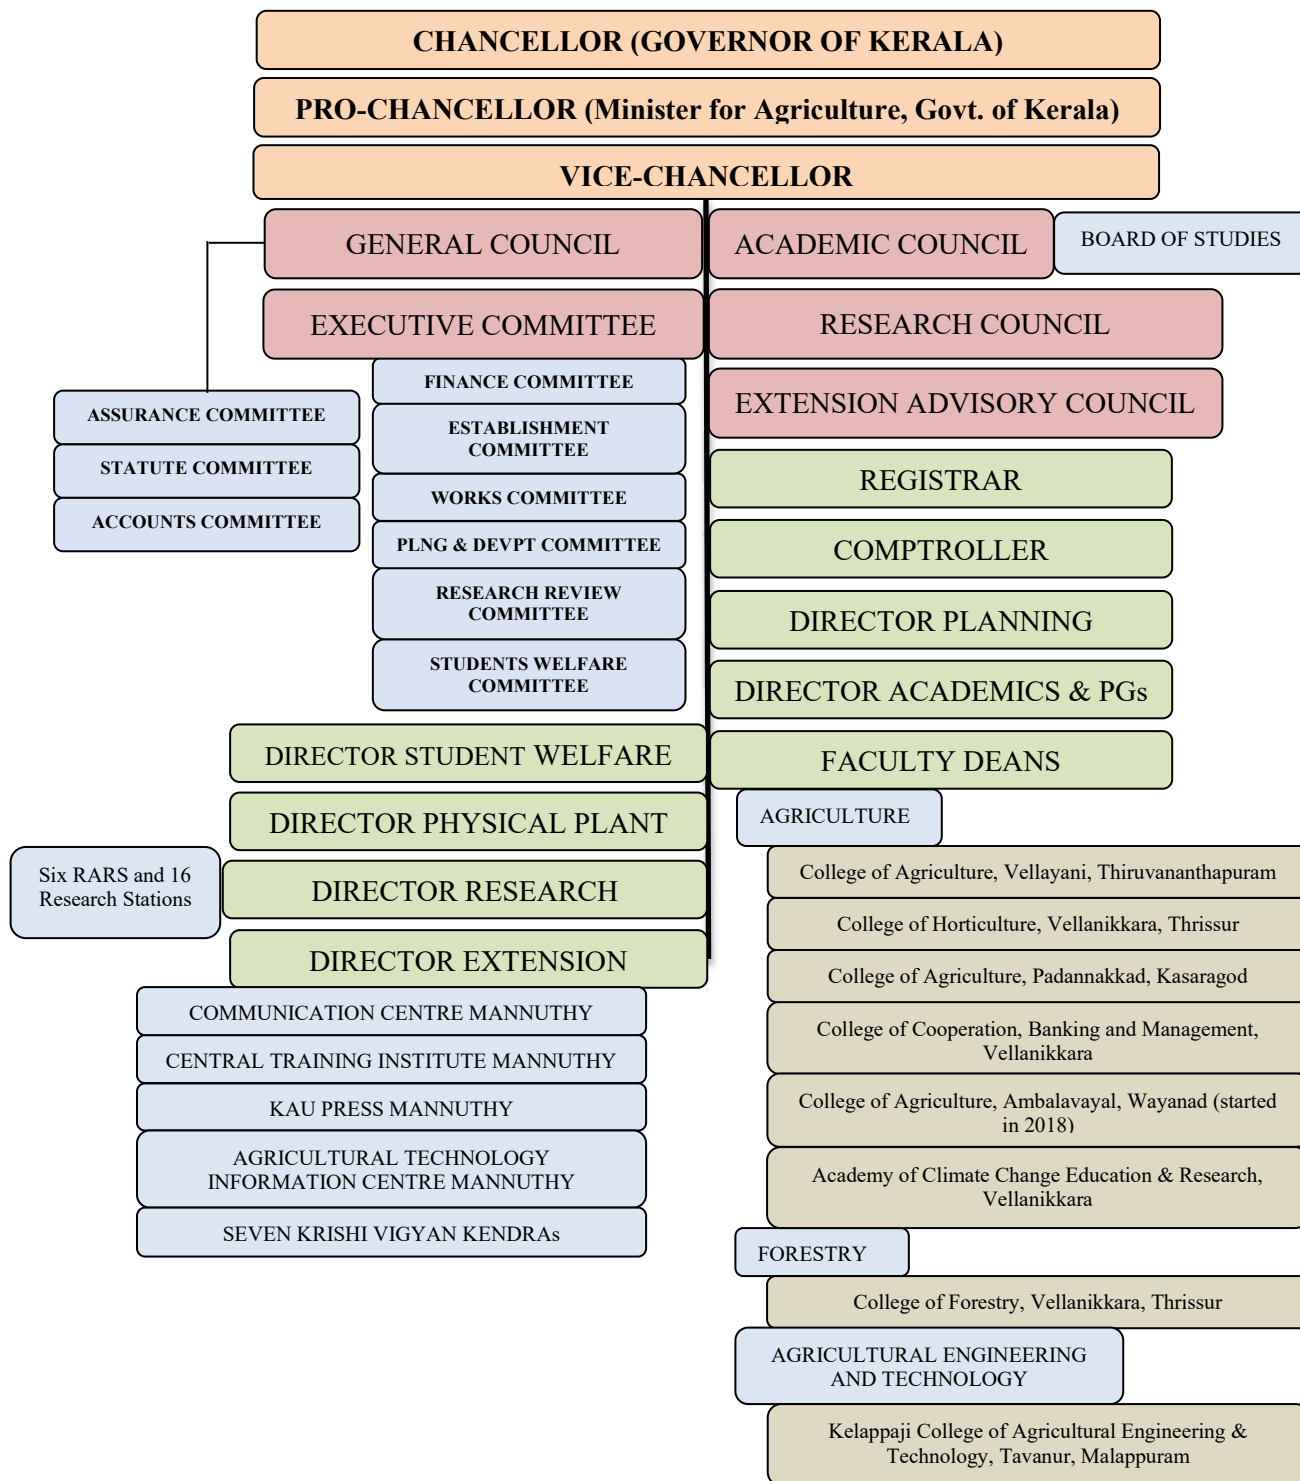 CHANCELLOR (GOVERNOR OF KERALA)
PRO-CHANCELLOR (Minister for Agriculture, Govt. of Kerala)
VICE-CHANCELLOR
GENERAL COUNCIL
ACADEMIC COUNCIL
BOARD OF STUDIES
EXECUTIVE COMMITTEE
RESEARCH COUNCIL
FINANCE COMMITTEE
ESTABLISHMENT
COMMITTEE
WORKS COMMITTEE
PLNG & DEVPT COMMITTEE
RESEARCH REVIEW
COMMITTEE
STUDENTS WELFARE
COMMITTEE
ASSURANCE COMMITTEE
STATUTE COMMITTEE
ACCOUNTS COMMITTEE
EXTENSION ADVISORY COUNCIL
REGISTRAR
COMPTROLLER
DIRECTOR PLANNING
DIRECTOR ACADEMICS & PGs
DIRECTOR STUDENT WELFARE
FACULTY DEANS
DIRECTOR PHYSICAL PLANT
Six RARS and 16
Research Stations
DIRECTOR RESEARCH
DIRECTOR EXTENSION
COMMUNICATION CENTRE MANNUTHY
CENTRAL TRAINING INSTITUTE MANNUTHY
KAU PRESS MANNUTHY
AGRICULTURAL TECHNOLOGY
INFORMATION CENTRE MANNUTHY
SEVEN KRISHI VIGYAN KENDRAs
AGRICULTURE
College of Agriculture, Vellayani, Thiruvananthapuram
College of Horticulture, Vellanikkara, Thrissur
College of Agriculture, Padannakkad, Kasaragod
College of Cooperation, Banking and Management,
Vellanikkara
College of Agriculture, Ambalavayal, Wayanad (started
in 2018)
Academy of Climate Change Education & Research,
Vellanikkara
FORESTRY
College of Forestry, Vellanikkara, Thrissur
AGRICULTURAL ENGINEERING
AND TECHNOLOGY
Kelappaji College of Agricultural Engineering &
Technology, Tavanur, Malappuram